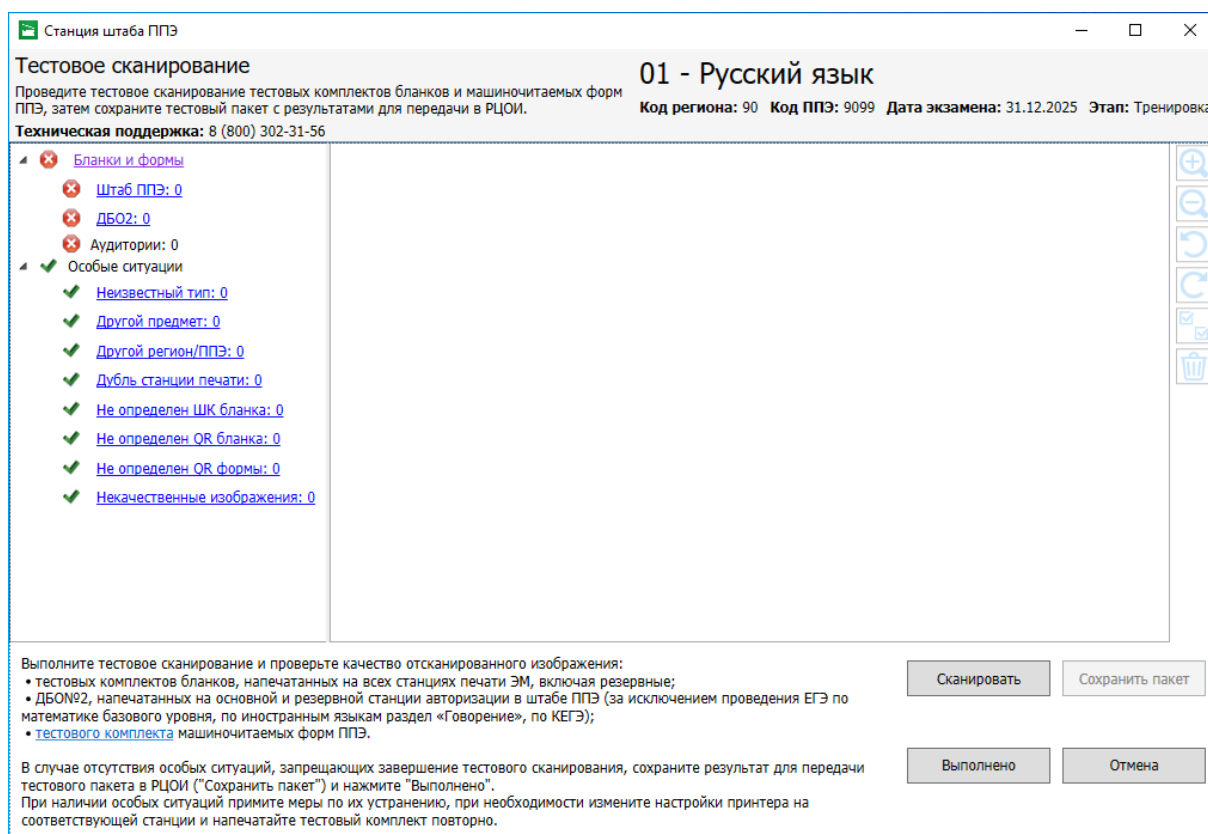 Станция штаба ППЭ
Тестовое сканирование
Проведите тестовое сканирование тестовых комплектов бланков и машиночитаемых форм
ППЭ, затем сохраните тестовый пакет с результатами для передачи в РЦОИ.
Техническая поддержка: 8 (800) 302-31-56
01 - Русский язык
Код региона: 90 Код ППЭ: 9099 Дата экзамена: 31.12.2025 Этап: Тренировка
Бланки и формы
Штаб ППЭ: 0
ДБО2: 0
Аудитории: 0
Особые ситуации
Неизвестный тип: 0
Другой предмет: 0
Другой регион/ППЭ: 0
Дубль станции печати: 0
Не определен ШК бланка: 0
Не определен QR бланка: 0
Не определен QR формы: 0
Некачественные изображения: 0
Выполните тестовое сканирование и проверьте качество отсканированного изображения:
• тестовых комплектов бланков, напечатанных на всех станциях печати ЭМ, включая резервные;
• ДБО№2, напечатанных на основной и резервной станции авторизации в штабе ППЭ (за исключением проведения ЕГЭ по
математике базового уровня, по иностранным языкам раздел «Говорение», по КЕГЭ);
• тестового комплекта машиночитаемых форм ППЭ.
В случае отсутствия особых ситуаций, запрещающих завершение тестового сканирования, сохраните результат для передачи
тестового пакета в РЦОИ ("Сохранить пакет") и нажмите "Выполнено".
При наличии особых ситуаций примите меры по их устранению, при необходимости измените настройки принтера на
соответствующей станции и напечатайте тестовый комплект повторно.
Сканировать
Сохранить пакет
Выполнено
Отмена